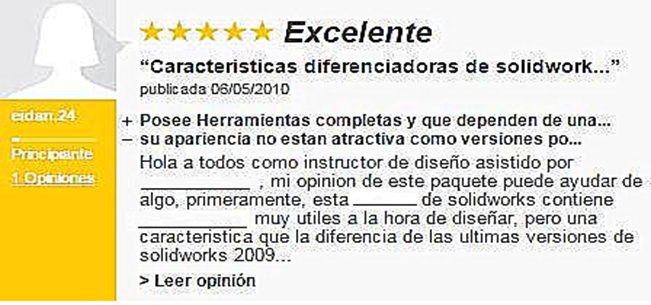 Excelente
“Caracteristicas diferenciadoras de solidwork...”
publicada 06/05/2010
eidan.24
Principiante
1 Opiniones
+ Posee Herramientas completas y que dependen de una...
– su apariencia no estan atractiva como versiones po...
Hola a todos como instructor de diseño asistido por
__________ , mi opinion de este paquete puede ayudar de
algo, primeramente, esta ______ de solidworks contiene
__________ muy utiles a la hora de diseñar, pero una
caracteristica que la diferencia de las ultimas versiones de
solidworks 2009...
> Leer opinión